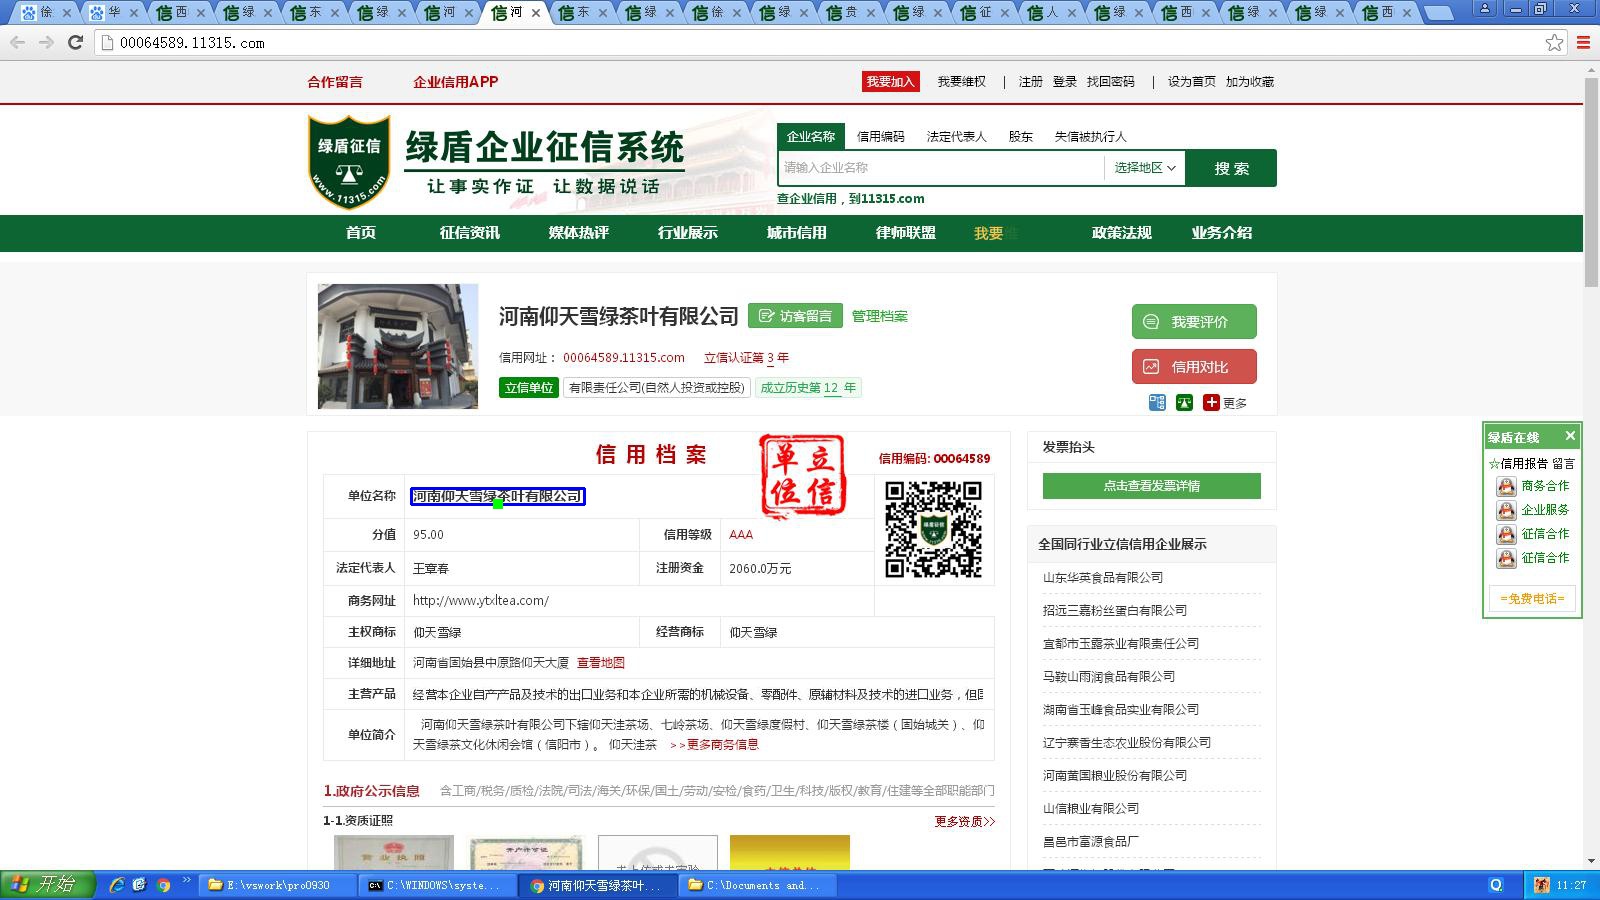 徐
华
西
绿
东
绿
河
河
东
绿
徐
绿
贵
绿
征
人
绿
西
绿
绿
西
00064589.11315.com
合作留言 企业信用APP 我要加入 我要维权 | 注册 登录 找回密码 | 设为首页 加为收藏
绿盾征信
www.11315.com
绿盾企业征信系统
让事实作证 让数据说话
企业名称 信用编码 法定代表人 股东 失信被执行人
请输入企业名称 选择地区 搜 索
查企业信用，到11315.com
首页 征信资讯 媒体热评 行业展示 城市信用 律师联盟 我要维 政策法规 业务介绍
河南仰天雪绿茶叶有限公司 访客留言 管理档案
信用网址： 00064589.11315.com 立信认证第 3 年
立信单位 有限责任公司(自然人投资或控股) 成立历史第 12 年
我要评价
信用对比
更多
信 用 档 案
单立位信
信用编码: 00064589
单位名称 河南仰天雪绿茶叶有限公司
分值 95.00 信用等级 AAA
法定代表人 王章春 注册资金 2060.0万元
商务网址 http://www.ytxltea.com/
主权商标 仰天雪绿 经营商标 仰天雪绿
详细地址 河南省固始县中原路仰天大厦 查看地图
主营产品 经营本企业自产产品及技术的出口业务和本企业所需的机械设备、零配件、原辅材料及技术的进口业务，但国
单位简介 河南仰天雪绿茶叶有限公司下辖仰天洼茶场、七岭茶场、仰天雪绿度假村、仰天雪绿茶楼（固始城关）、仰
天雪绿茶文化休闲会馆（信阳市）。 仰天洼茶 >>更多商务信息
1.政府公示信息 含工商/税务/质检/法院/司法/海关/环保/国土/劳动/安检/食药/卫生/科技/版权/教育/住建等全部职能部门
1-1.资质证照 更多资质>>
营业执照
开户许可证
发票抬头
点击查看发票详情
全国同行业立信信用企业展示
山东华英食品有限公司
招远三嘉粉丝蛋白有限公司
宜都市玉露茶业有限责任公司
马鞍山雨润食品有限公司
湖南省玉峰食品实业有限公司
辽宁寨香生态农业股份有限公司
河南黄国粮业股份有限公司
山信粮业有限公司
昌邑市富源食品厂
绿盾在线
☆信用报告 留言
商务合作
企业服务
征信合作
征信合作
=免费电话=
开始 E:\vswork\pro0930 C:\WINDOWS\syste... 河南仰天雪绿茶叶... C:\Documents and... 11:27